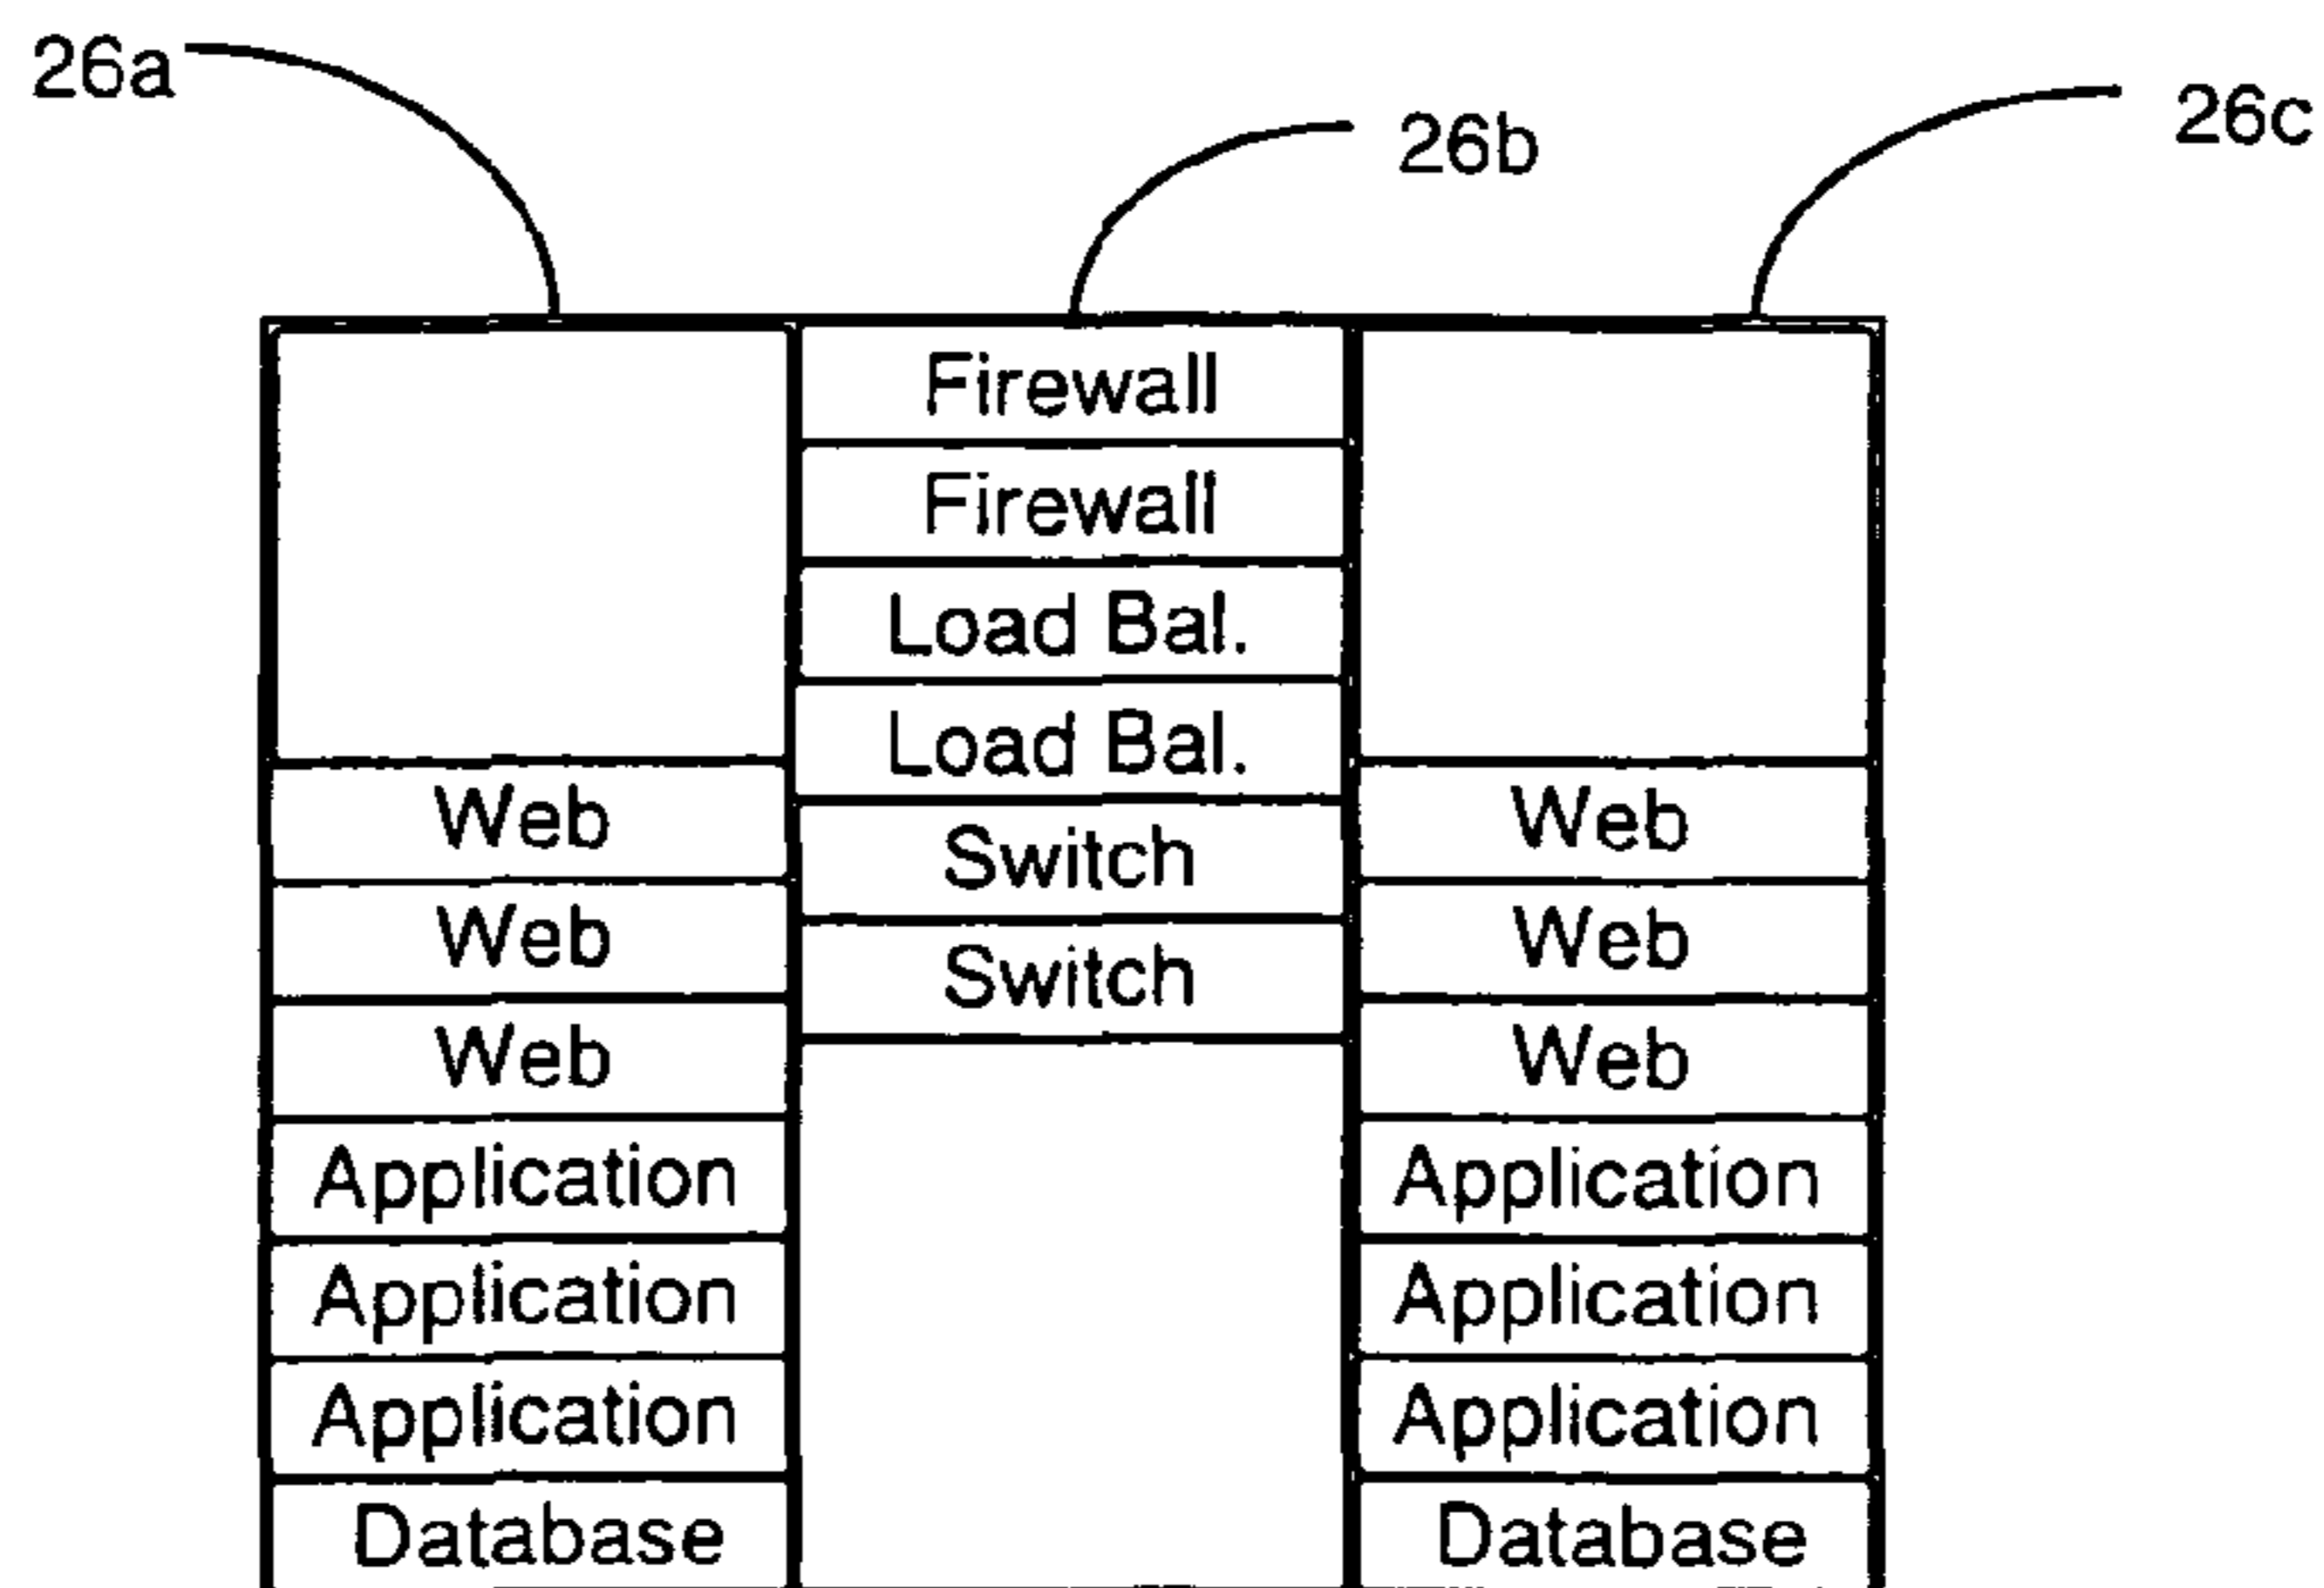 26a
26b
26c
Firewall
Firewall
Load Bal.
Load Bal.
Web
Web
Switch
Web
Web
Switch
Web
Web
Application
Application
Application
Application
Application
Application
Database
Database